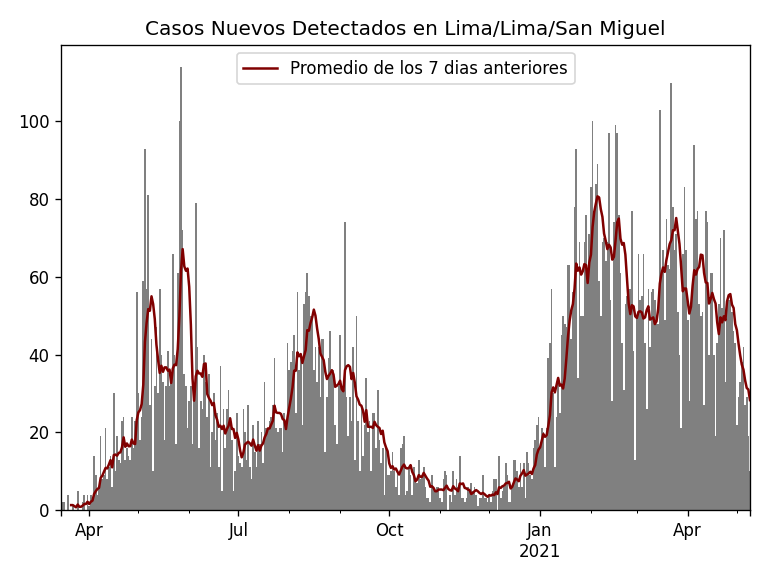 Casos Nuevos Detectados en Lima/Lima/San Miguel
Promedio de los 7 dias anteriores
100
80
60
40
20
0
Apr Jul Oct Jan Apr
2021